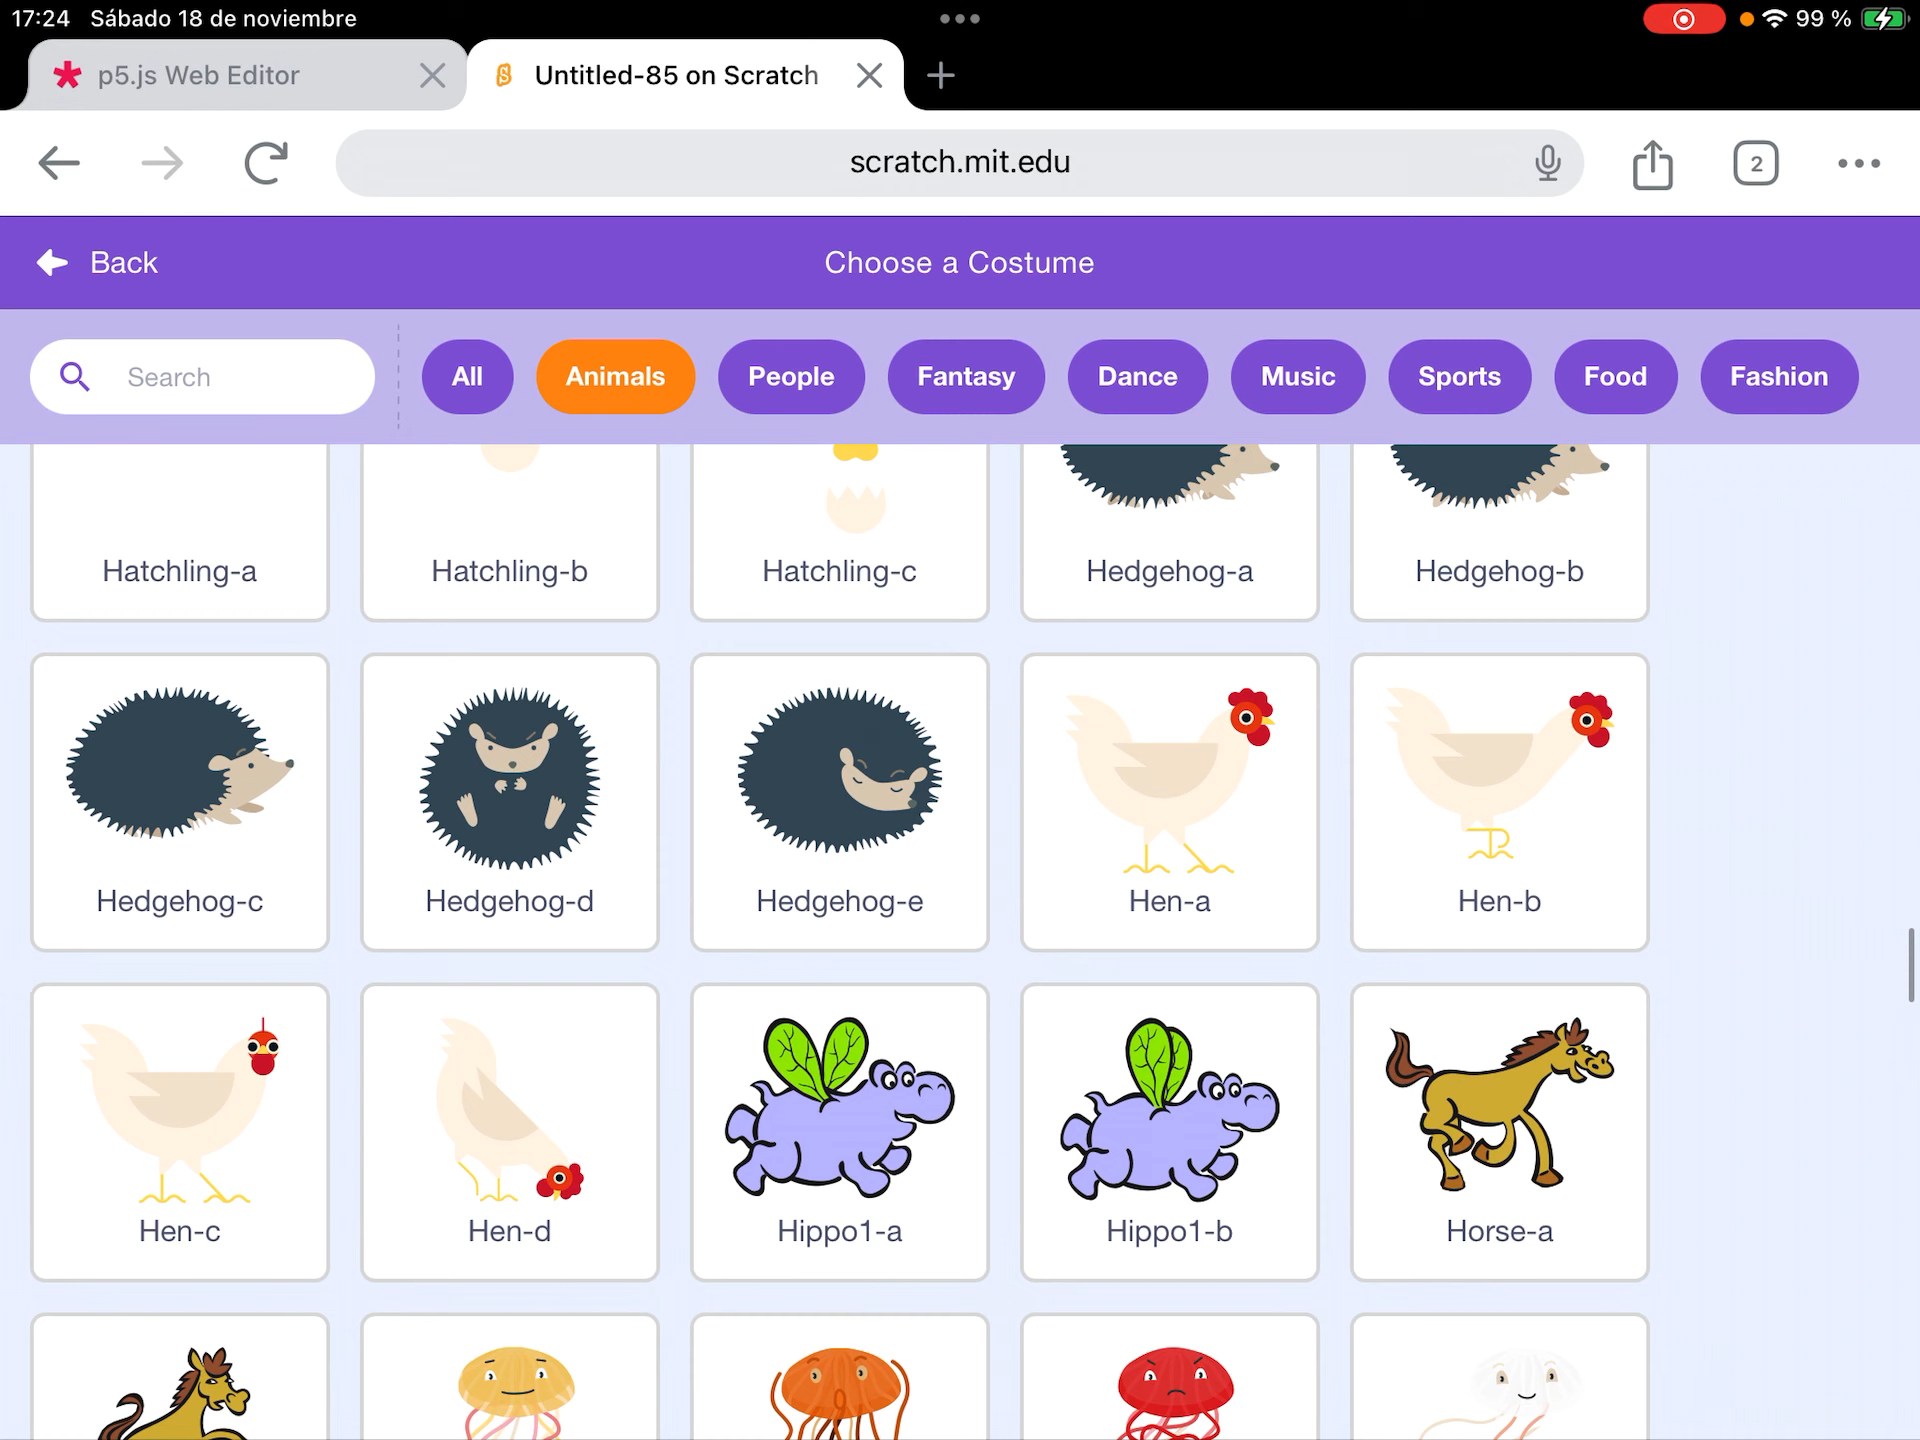 17:24 Sábado 18 de noviembre
99 %
p5.js Web Editor
Untitled-85 on Scratch
scratch.mit.edu
2
Back
Choose a Costume
Search
All
Animals
People
Fantasy
Dance
Music
Sports
Food
Fashion
Hatchling-a
Hatchling-b
Hatchling-c
Hedgehog-a
Hedgehog-b
Hedgehog-c
Hedgehog-d
Hedgehog-e
Hen-a
Hen-b
Hen-c
Hen-d
Hippo1-a
Hippo1-b
Horse-a